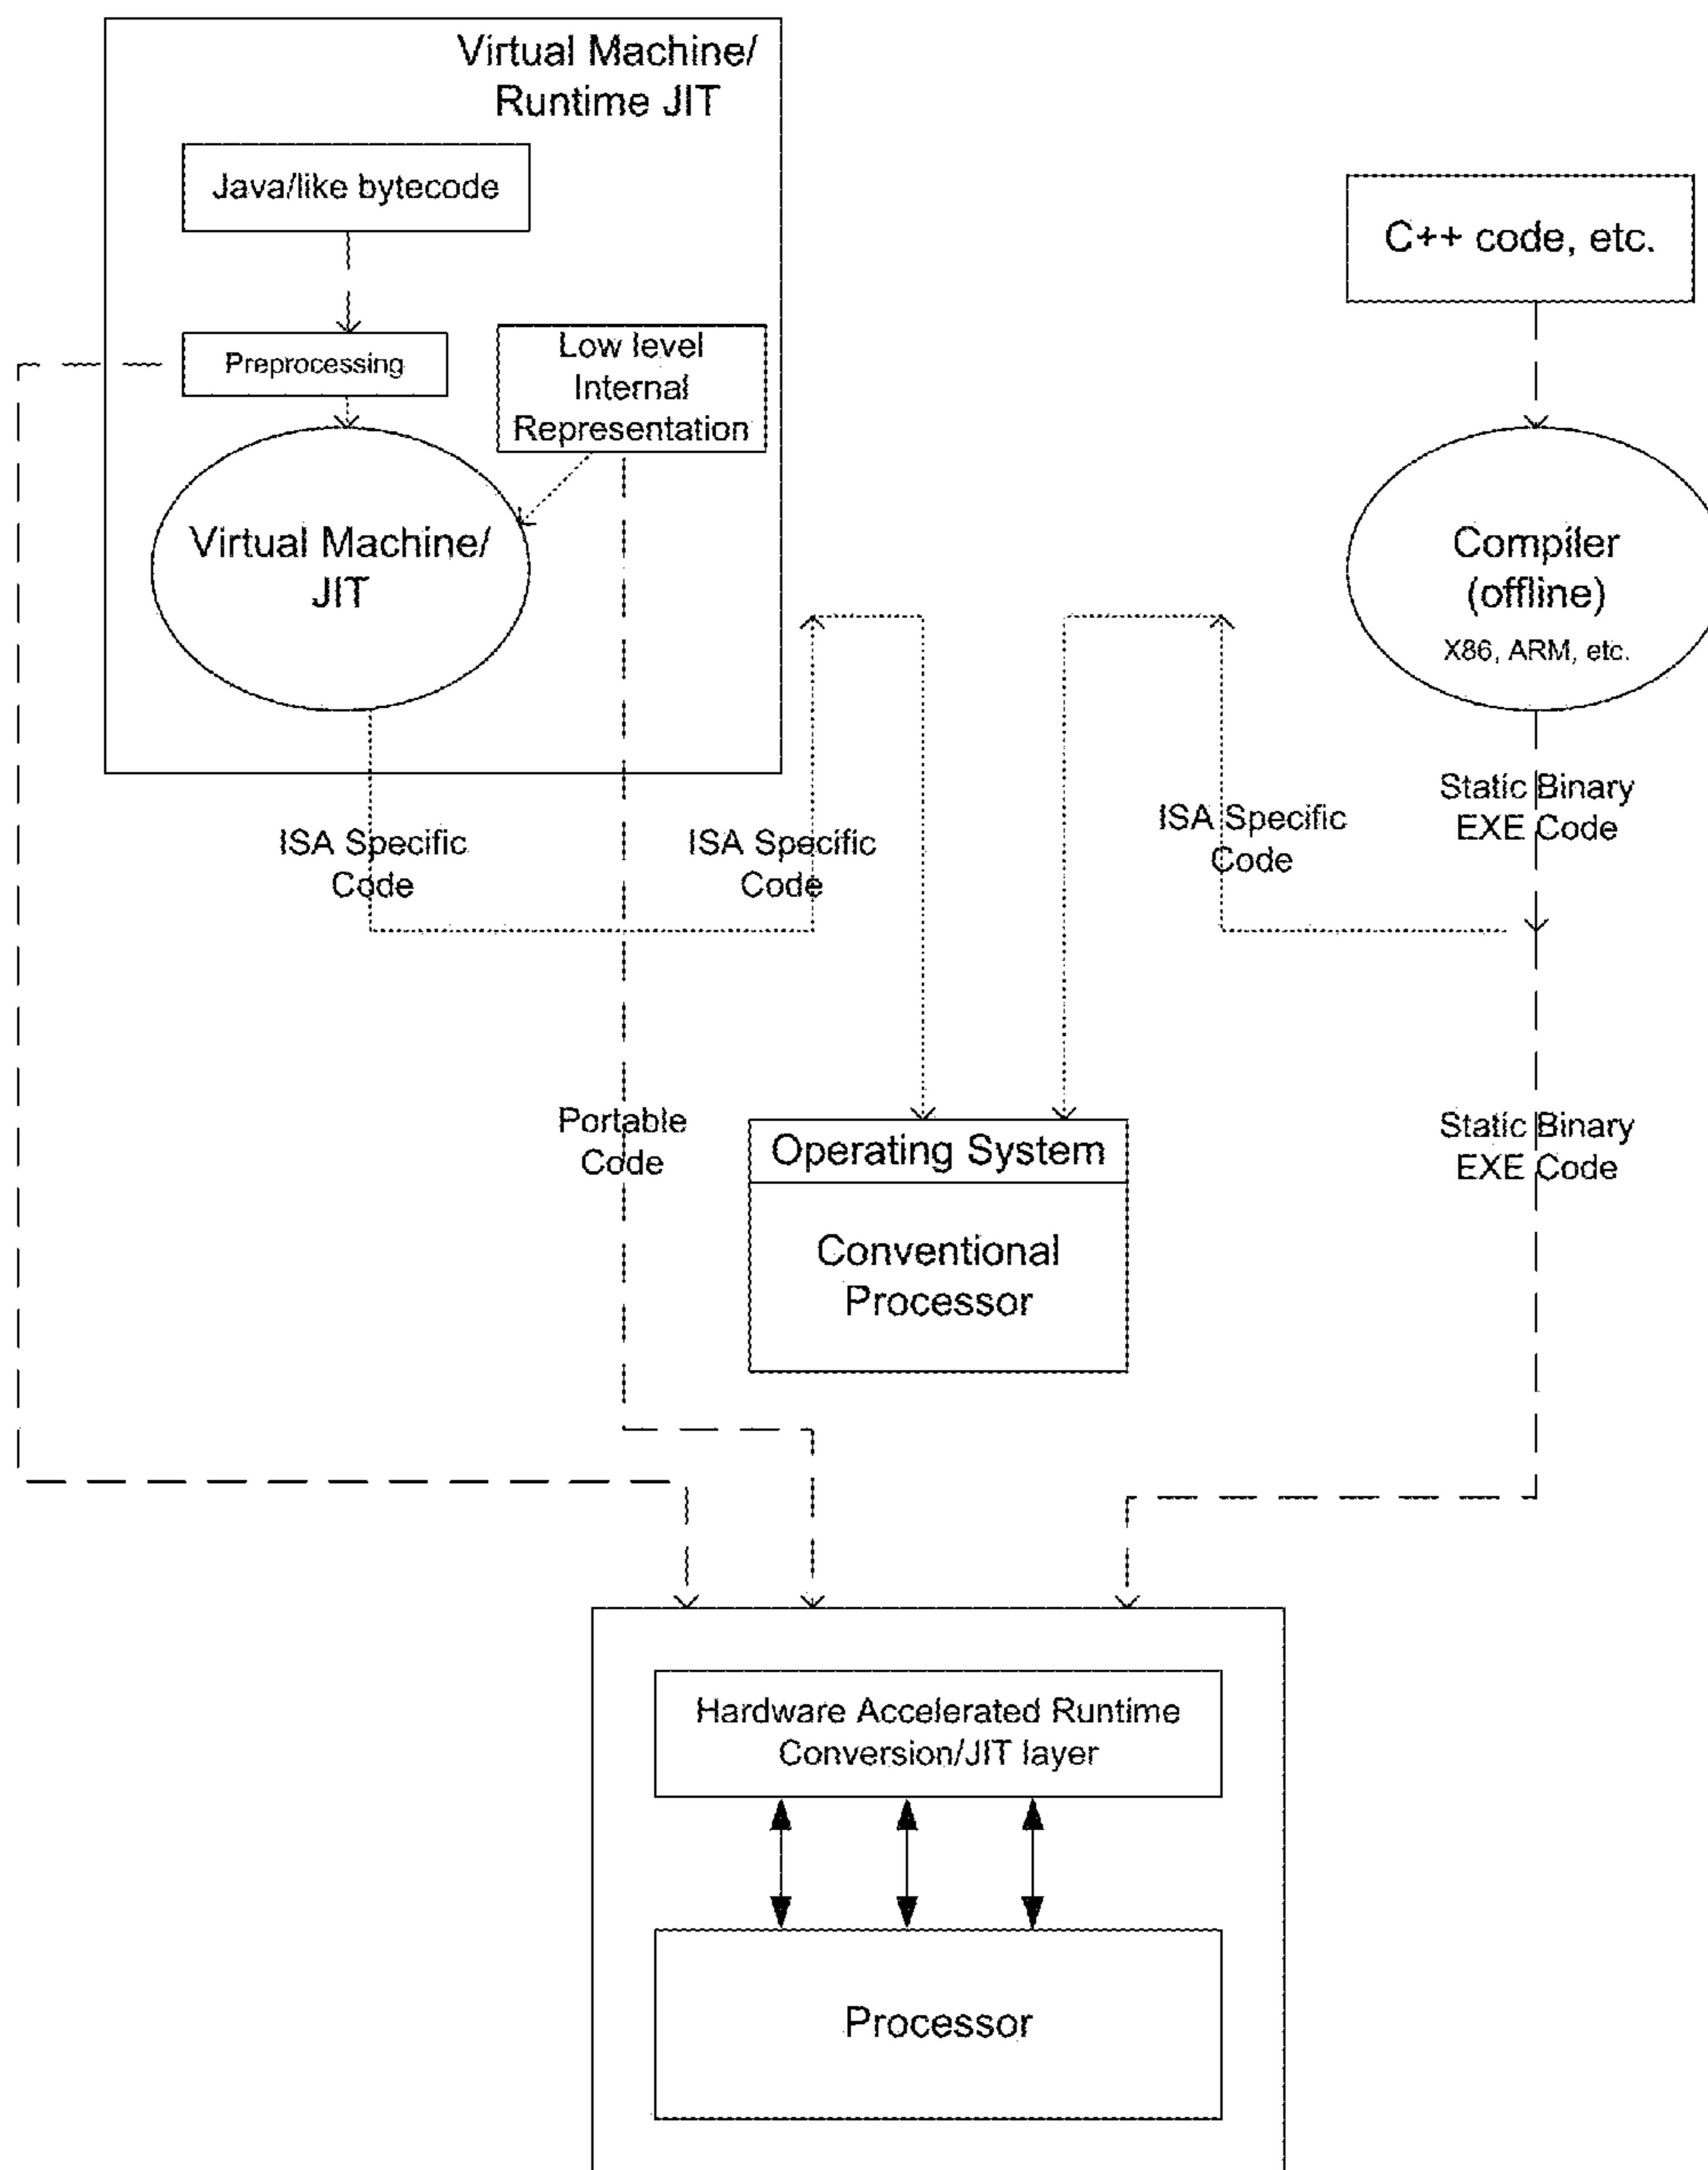 Virtual Machine/
Runtime JIT
Java/like bytecode
C++ code, etc.
Preprocessing
Low level
Internal
Representation
Virtual Machine/
JIT
Compiler
(offline)
X86, ARM, etc.
Static Binary
EXE Code
ISA Specific
Code
ISA Specific
Code
ISA Specific
Code
Portable
Code
Operating System
Conventional
Processor
Static Binary
EXE Code
Hardware Accelerated Runtime
Conversion/JIT layer
Processor